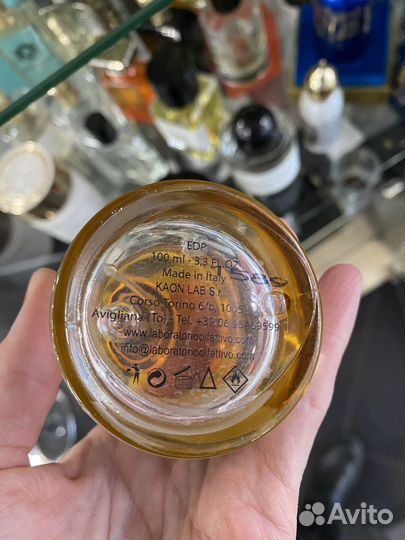 EDP
100 ml - 3,3 FL.OZ
Made in Italy
KAON LAB S.r.
Corso Torino 6/b, 10051
Avigliana (To) - Tel. +39.06.95469599
www.laboratorioolfattivo.com
info@laboratorioolfattivo.com
Avito